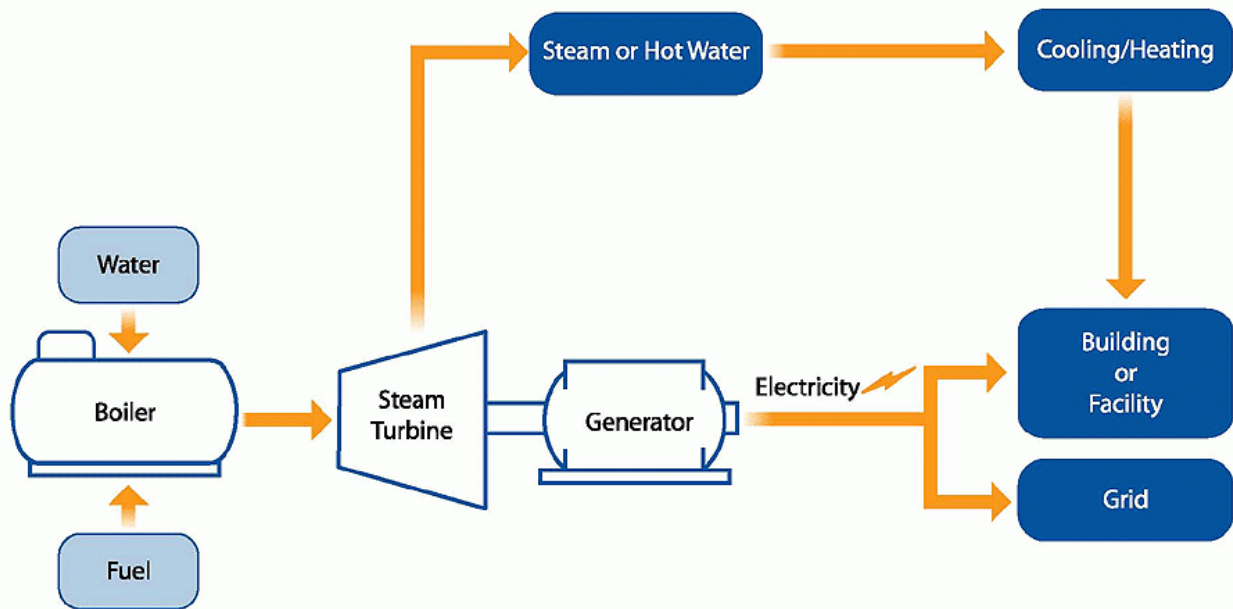 Steam or Hot Water
Cooling/Heating
Water
Boiler
Fuel
Steam
Turbine
Generator
Electricity
Building
or
Facility
Grid